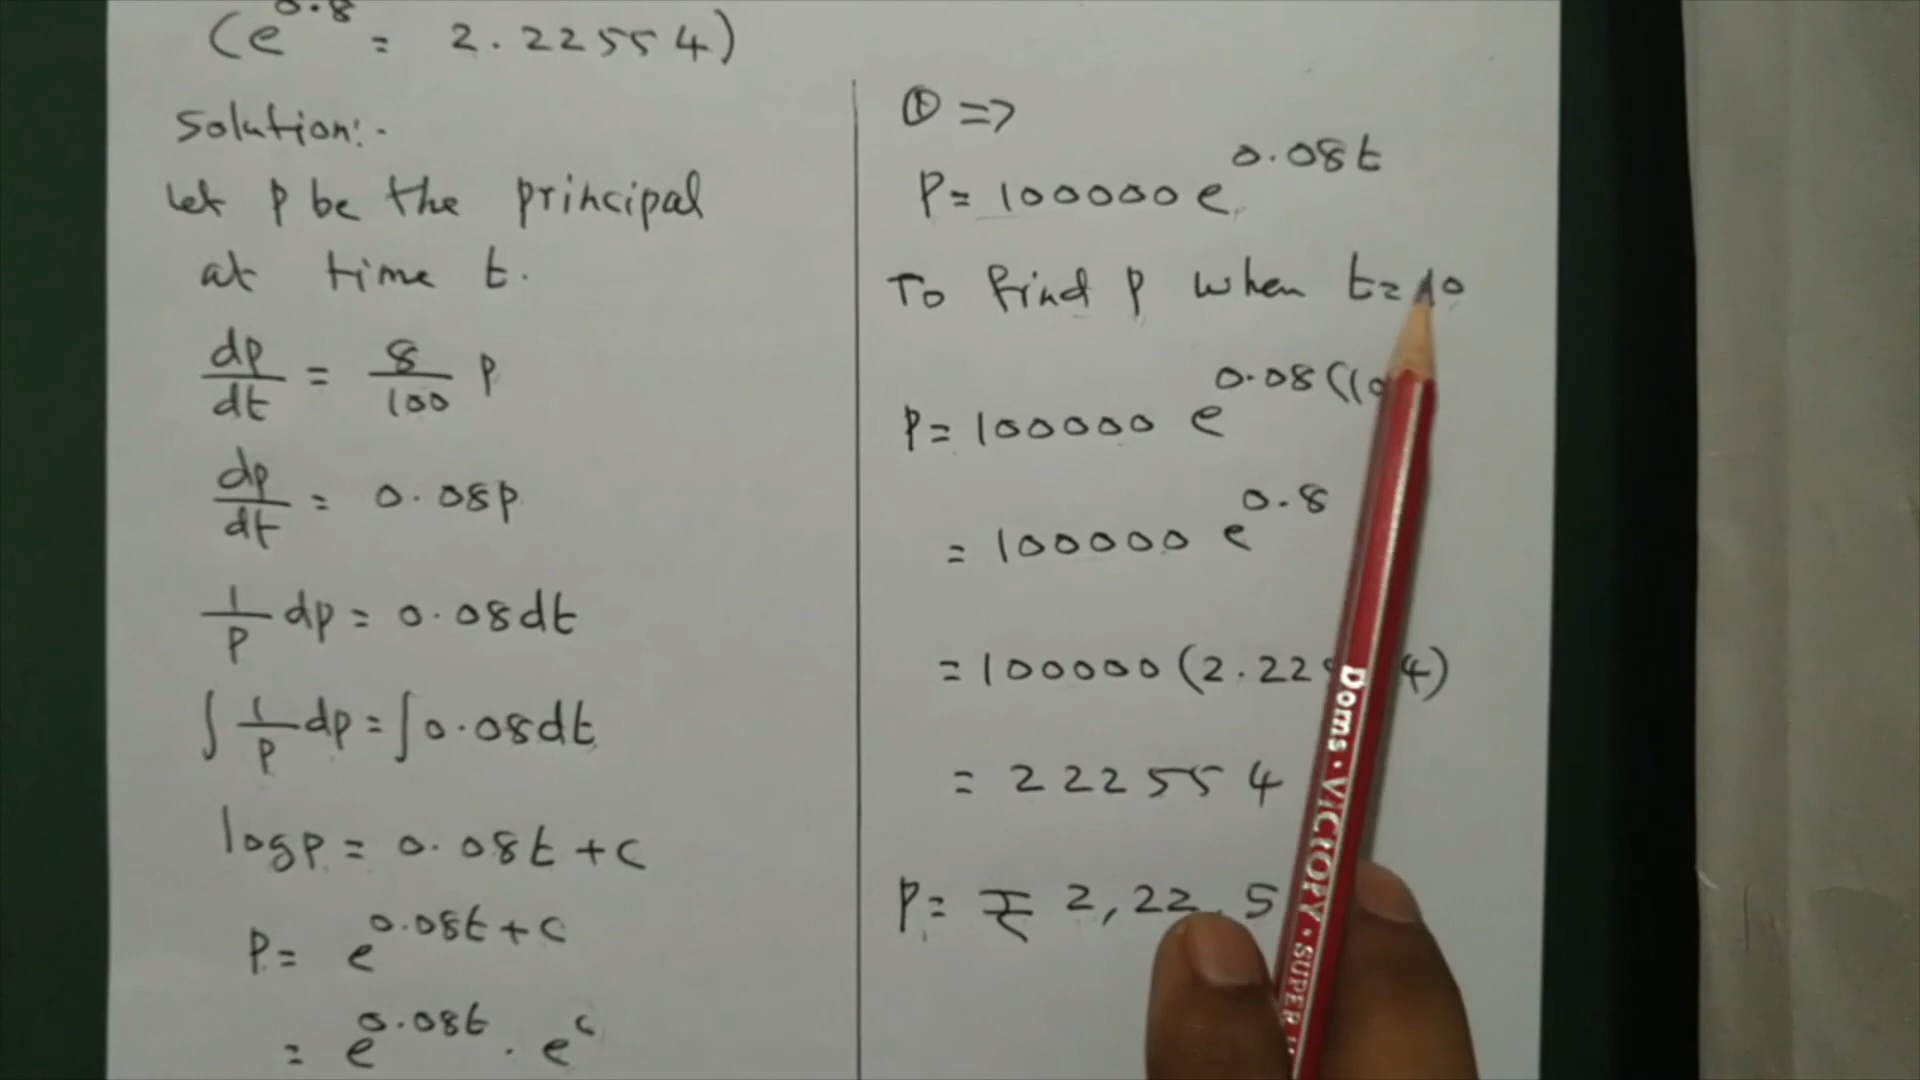 (e^0.8 = 2.22554)
Solution:-
Let P be the principal
at time t.
dp/dt = 8/100 P
dp/dt = 0.08P
1/P dp = 0.08dt
∫ 1/P dp = ∫0.08dt
logP = 0.08t + c
P = e^0.08t + c
= e^0.08t . e^c
① =>
P = 100000 e^0.08t
To find P when t=10
P = 100000 e^0.08(10
= 100000 e^0.8
= 100000 (2.22 4)
= 222554
P = ₹ 2,22,5
Doms · VICTORY · SUPER